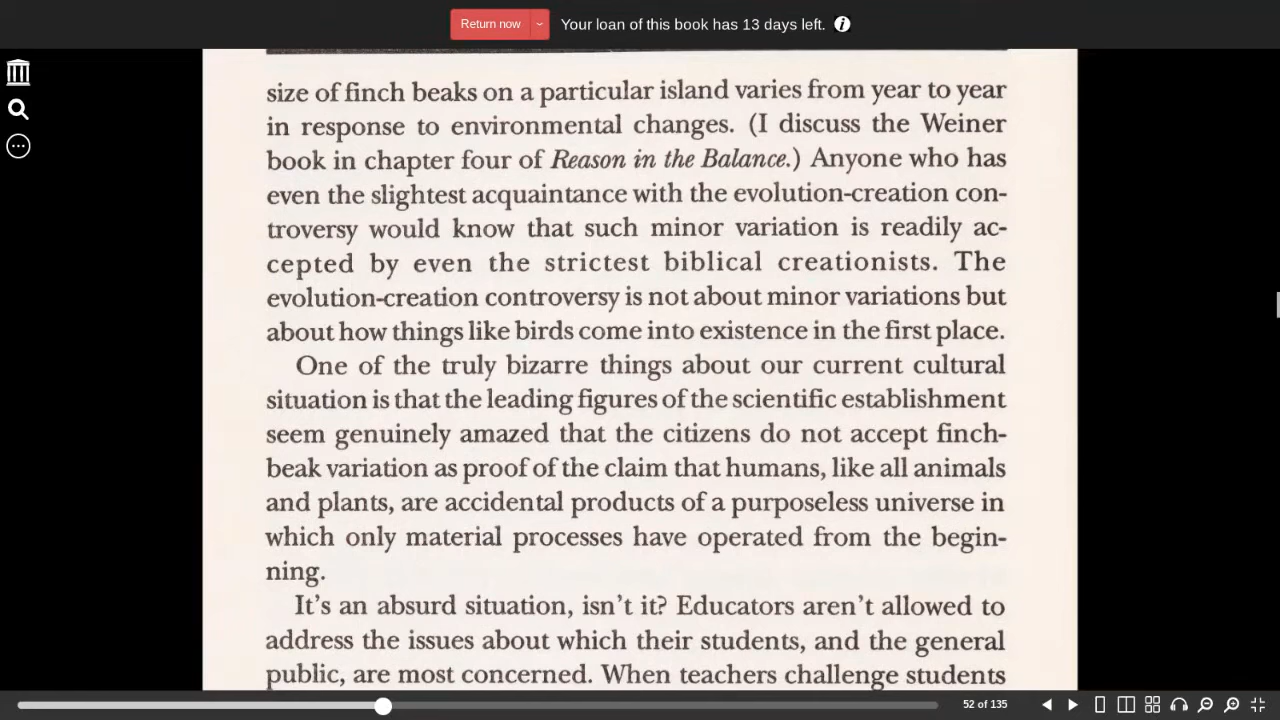 Return now
Your loan of this book has 13 days left.
size of finch beaks on a particular island varies from year to year
in response to environmental changes. (I discuss the Weiner
book in chapter four of Reason in the Balance.) Anyone who has
even the slightest acquaintance with the evolution-creation con-
troversy would know that such minor variation is readily ac-
cepted by even the strictest biblical creationists. The
evolution-creation controversy is not about minor variations but
about how things like birds come into existence in the first place.
One of the truly bizarre things about our current cultural
situation is that the leading figures of the scientific establishment
seem genuinely amazed that the citizens do not accept finch-
beak variation as proof of the claim that humans, like all animals
and plants, are accidental products of a purposeless universe in
which only material processes have operated from the begin-
ning.
It's an absurd situation, isn't it? Educators aren't allowed to
address the issues about which their students, and the general
public, are most concerned. When teachers challenge students
52 of 135